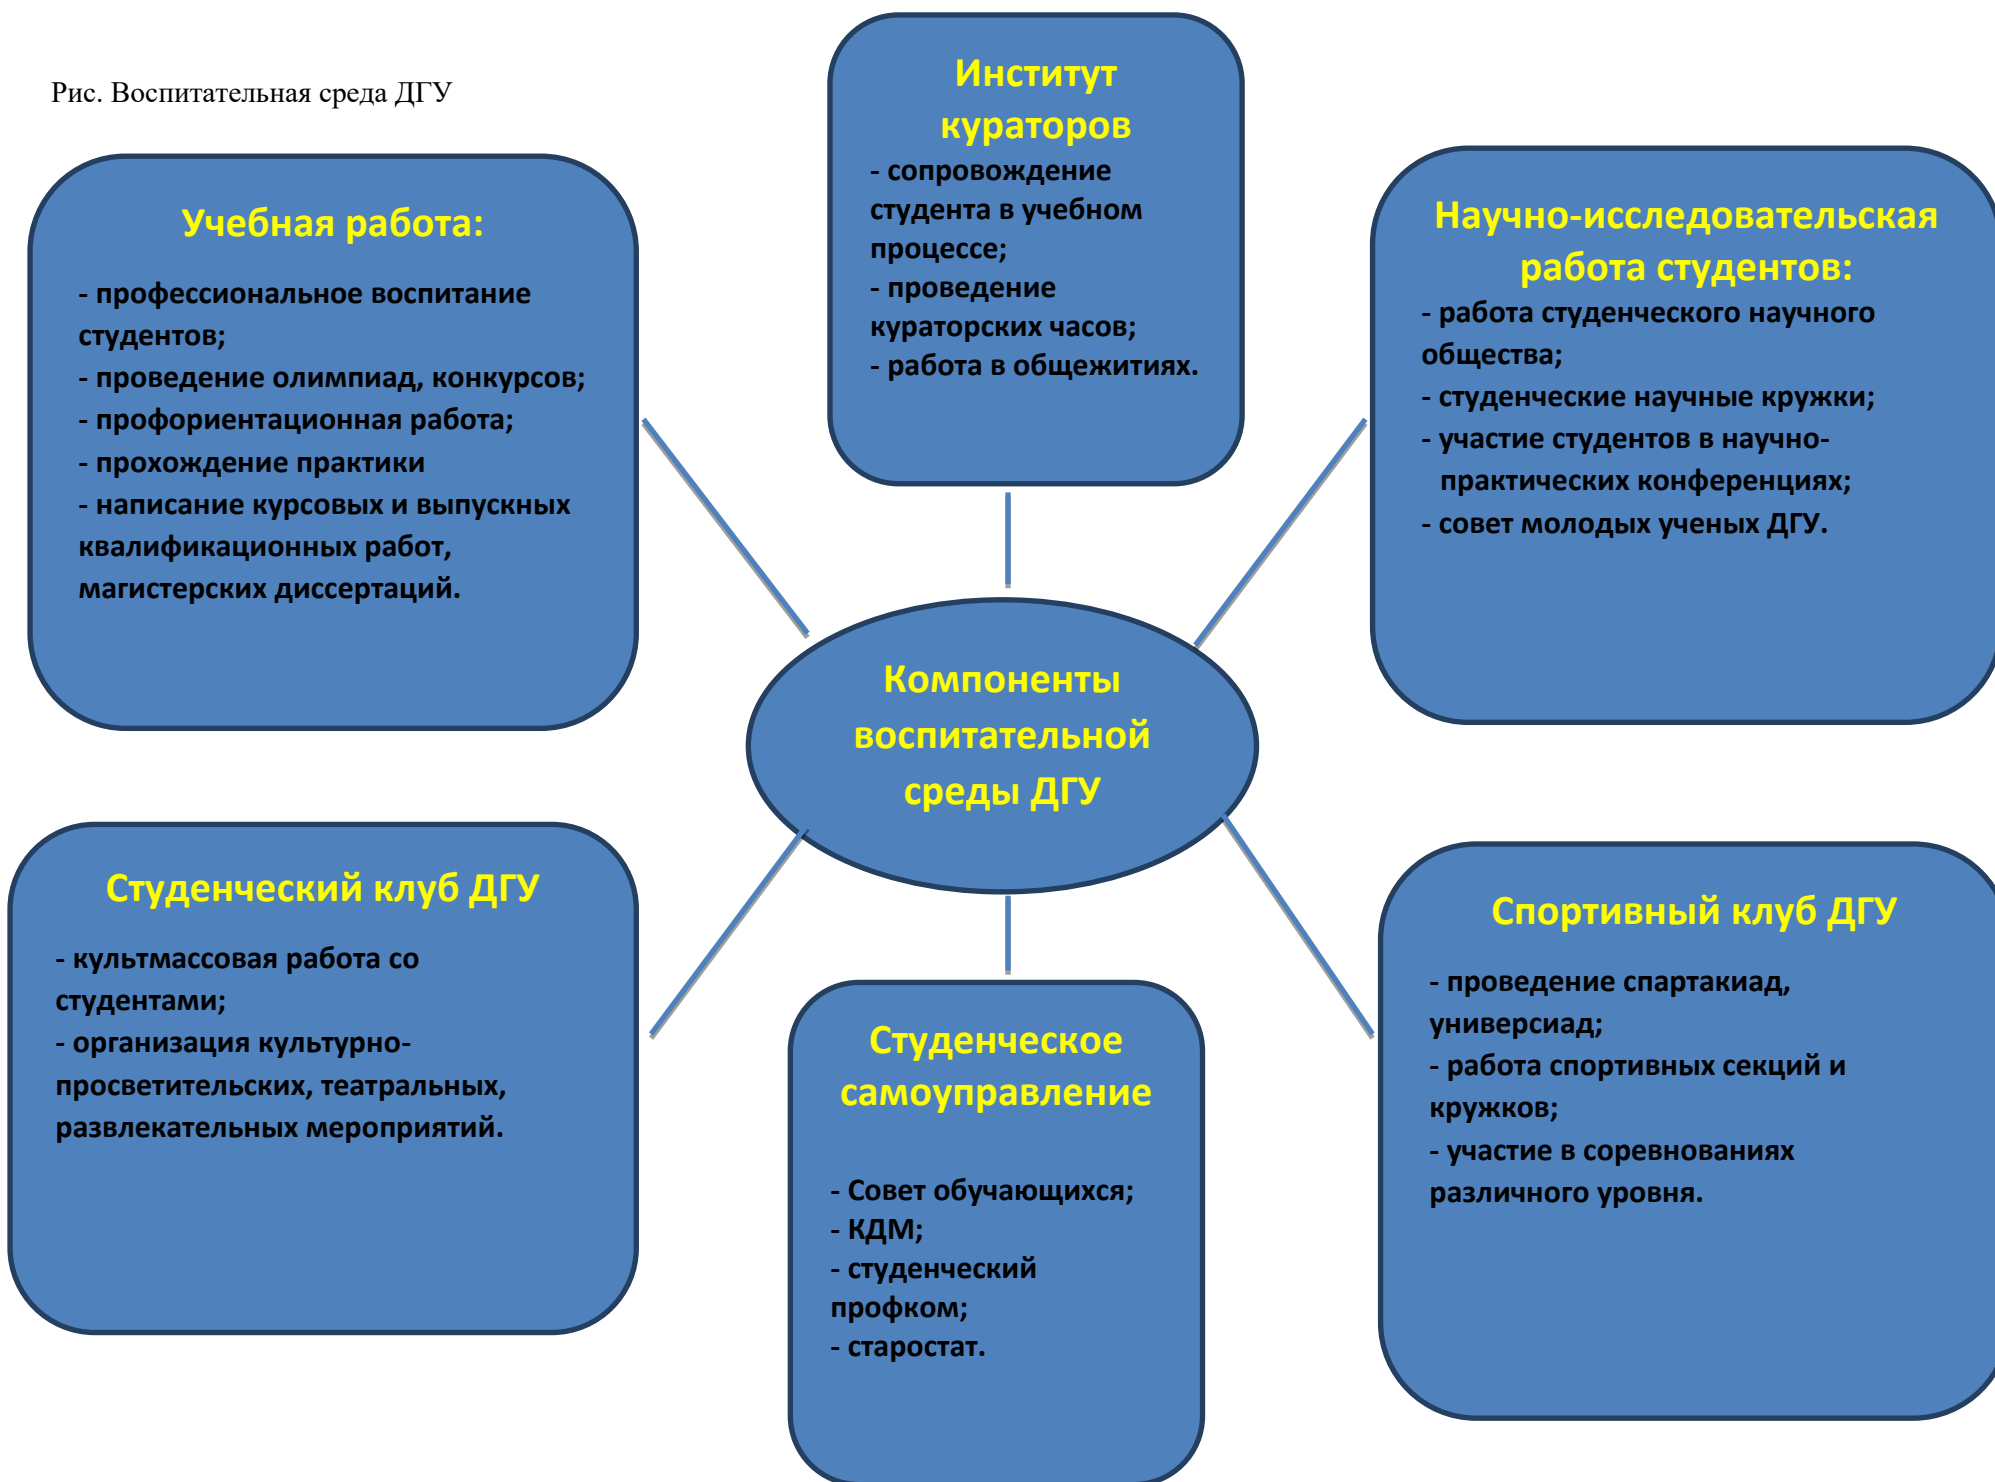 Рис. Воспитательная среда ДГУ
Институт
кураторов
- сопровождение
студента в учебном
процессе;
- проведение
кураторских часов;
- работа в общежитиях.
Учебная работа:
- профессиональное воспитание
студентов;
- проведение олимпиад, конкурсов;
- профориентационная работа;
- прохождение практики
- написание курсовых и выпускных
квалификационных работ,
магистерских диссертаций.
Научно-исследовательская
работа студентов:
- работа студенческого научного
общества;
- студенческие научные кружки;
- участие студентов в научно-
практических конференциях;
- совет молодых ученых ДГУ.
Компоненты
воспитательной
среды ДГУ
Студенческий клуб ДГУ
- культмассовая работа со
студентами;
- организация культурно-
просветительских, театральных,
развлекательных мероприятий.
Студенческое
самоуправление
- Совет обучающихся;
- КДМ;
- студенческий
профком;
- старостат.
Спортивный клуб ДГУ
- проведение спартакиад,
универсиад;
- работа спортивных секций и
кружков;
- участие в соревнованиях
различного уровня.